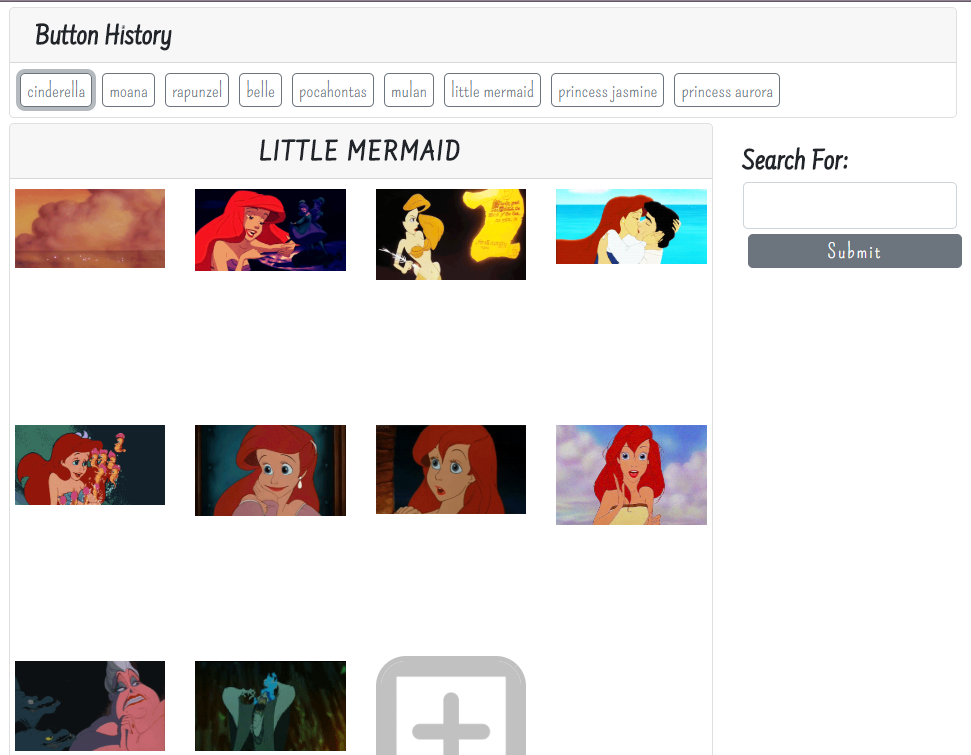 Button History
cinderella moana rapunzel belle pocahontas mulan little mermaid princess jasmine princess aurora
LITTLE MERMAID
Search For:
Submit